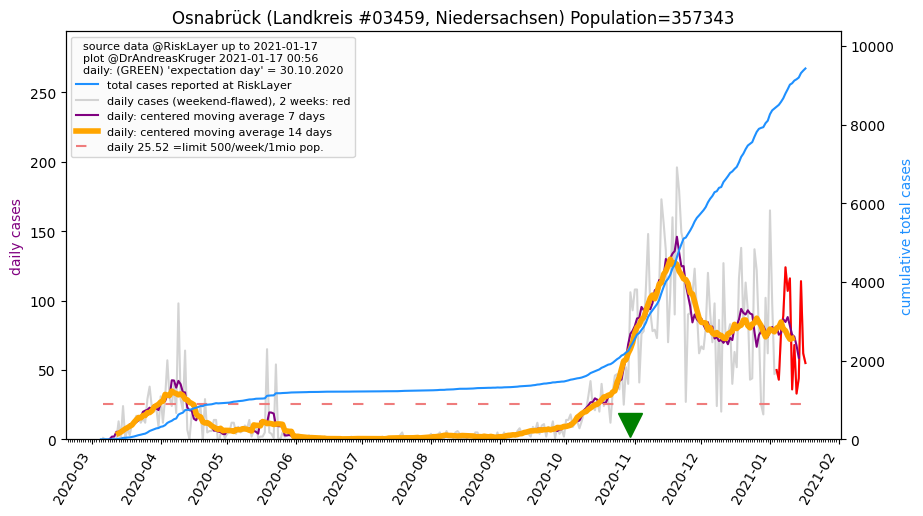 Osnabrück (Landkreis #03459, Niedersachsen) Population=357343
source data @RiskLayer up to 2021-01-17
plot @DrAndreasKruger 2021-01-17 00:56
daily: (GREEN) 'expectation day' = 30.10.2020
total cases reported at RiskLayer
daily cases (weekend-flawed), 2 weeks: red
daily: centered moving average 7 days
daily: centered moving average 14 days
daily 25.52 =limit 500/week/1mio pop.
daily cases
250
200
150
100
50
0
10000
8000
6000
4000
2000
0
cumulative total cases
2020-03
2020-04
2020-05
2020-06
2020-07
2020-08
2020-09
2020-10
2020-11
2020-12
2021-01
2021-02